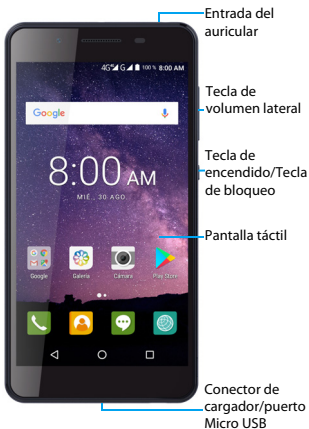 Entrada del
auricular
4G G 100 % 8:00 AM
Tecla de
volumen lateral
Google
8:00 AM
MIÉ., 30 AGO.
Tecla de
encendido/Tecla
de bloqueo
Pantalla táctil
Google Galería Cámara Play Store
Conector de
cargador/puerto
Micro USB